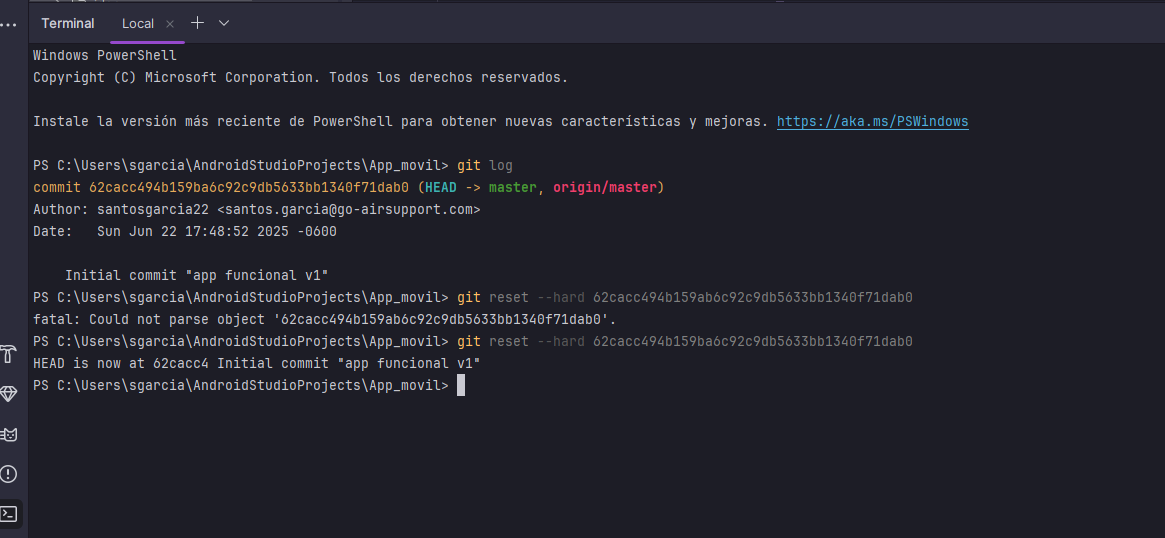 Terminal
Local
Windows PowerShell
Copyright (C) Microsoft Corporation. Todos los derechos reservados.
Instale la versión más reciente de PowerShell para obtener nuevas características y mejoras. https://aka.ms/PSWindows
PS C:\Users\sgarcia\AndroidStudioProjects\App_movil> git log
commit 62cacc494b159ba6c92c9db5633bb1340f71dab0 (HEAD -> master, origin/master)
Author: santosgarcia22 <santos.garcia@go-airsupport.com>
Date:   Sun Jun 22 17:48:52 2025 -0600
    Initial commit "app funcional v1"
PS C:\Users\sgarcia\AndroidStudioProjects\App_movil> git reset --hard 62cacc494b159ab6c92c9db5633bb1340f71dab0
fatal: Could not parse object '62cacc494b159ab6c92c9db5633bb1340f71dab0'.
PS C:\Users\sgarcia\AndroidStudioProjects\App_movil> git reset --hard 62cacc494b159ba6c92c9db5633bb1340f71dab0
HEAD is now at 62cacc4 Initial commit "app funcional v1"
PS C:\Users\sgarcia\AndroidStudioProjects\App_movil>